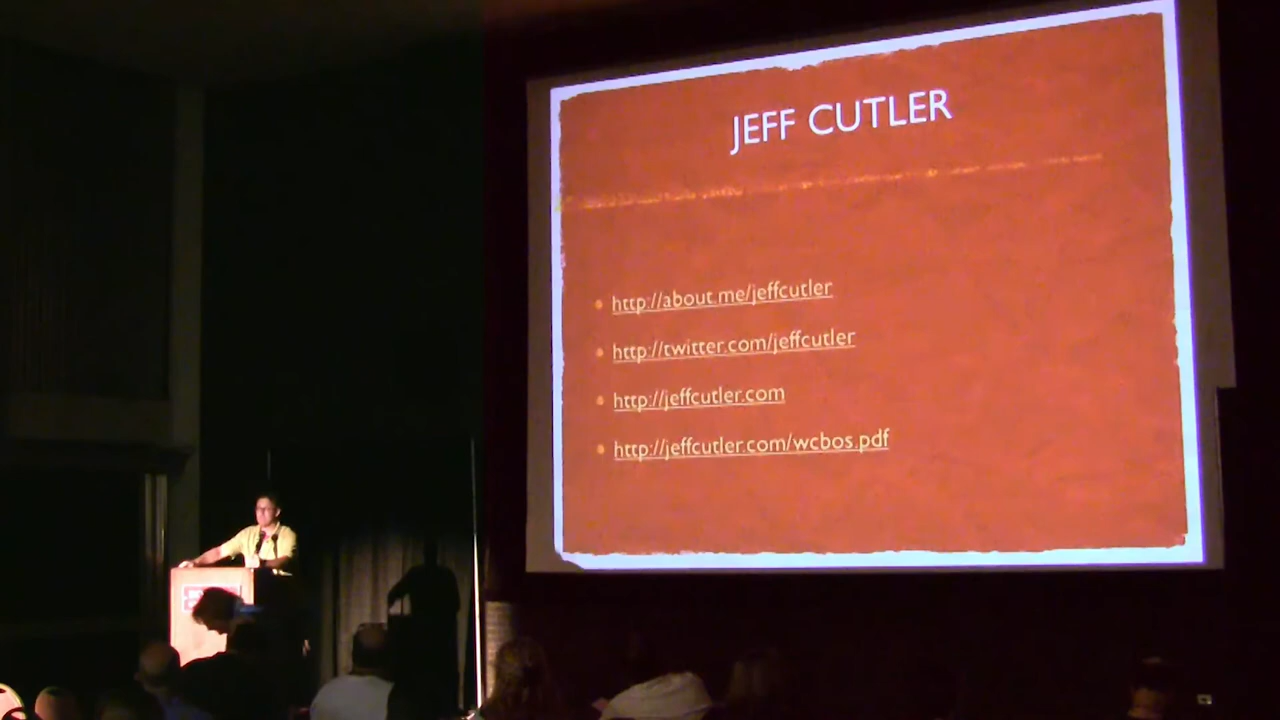 JEFF CUTLER
http://about.me/jeffcutler
http://twitter.com/jeffcutler
http://jeffcutler.com
http://jeffcutler.com/wcbos.pdf